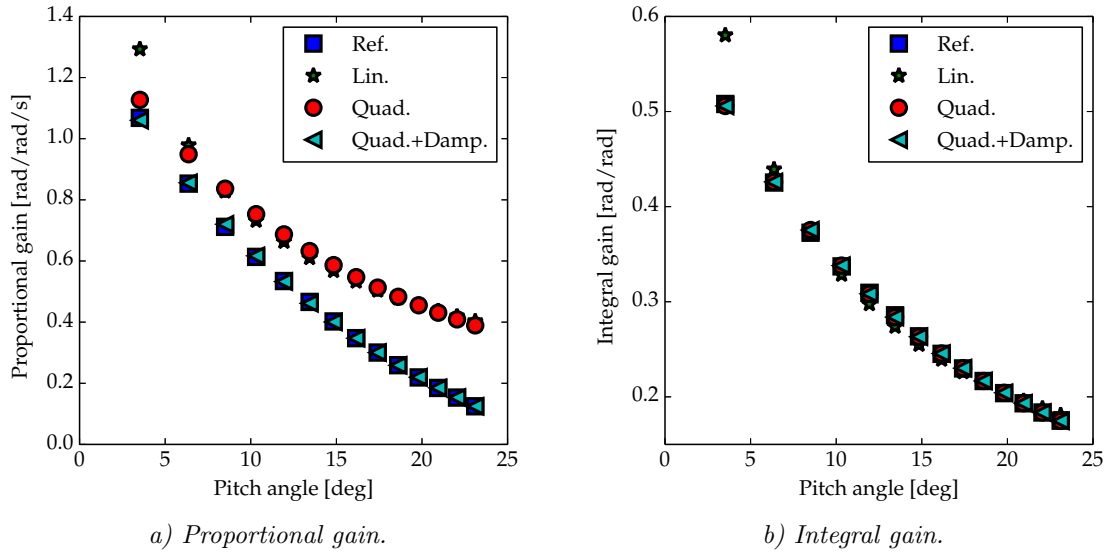 1.4
1.2
1.0
0.8
0.6
0.4
0.2
0.0
Proportional gain [rad/rad/s]
Ref.
Lin.
Quad.
Quad.+Damp.
0 5 10 15 20 25
Pitch angle [deg]
a) Proportional gain.
0.6
0.5
0.4
0.3
0.2
Integral gain [rad/rad]
Ref.
Lin.
Quad.
Quad.+Damp.
0 5 10 15 20 25
Pitch angle [deg]
b) Integral gain.